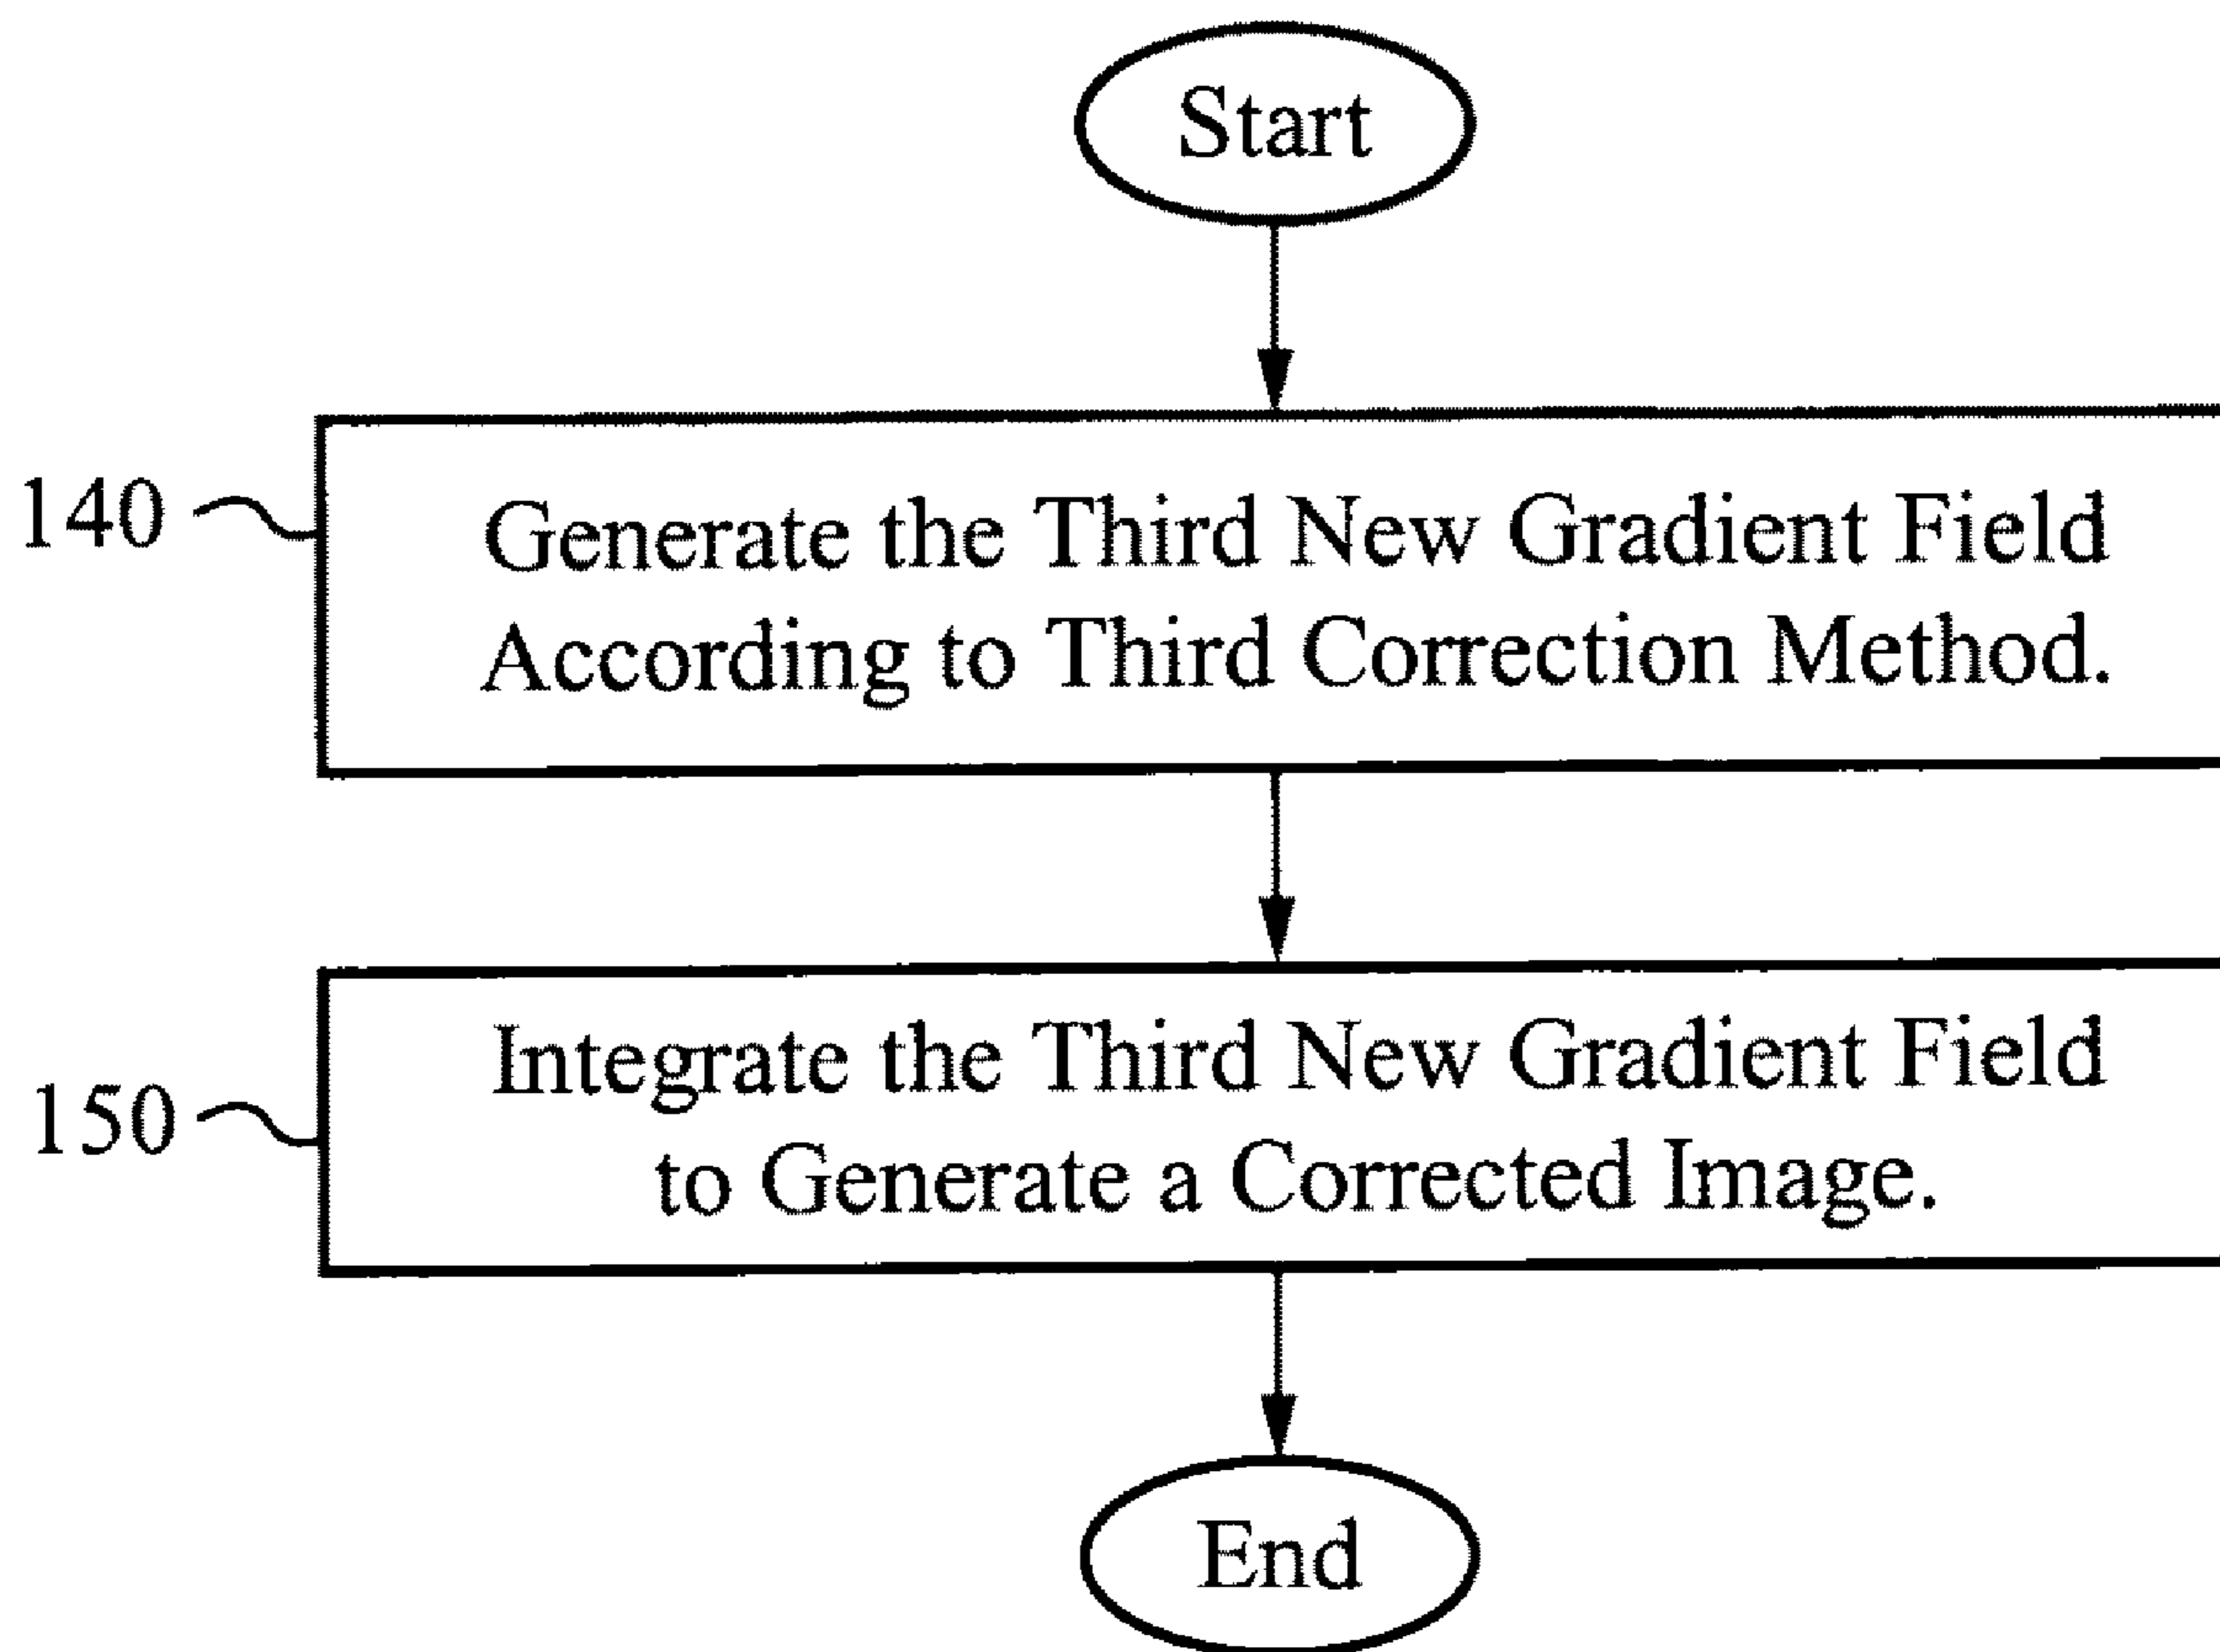 Start
140
Generate the Third New Gradient Field
According to Third Correction Method.
150
Integrate the Third New Gradient Field
to Generate a Corrected Image.
End